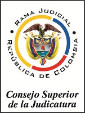 RAMA JUDICIAL
REPÚBLICA DE COLOMBIA
Consejo Superior
de la Judicatura